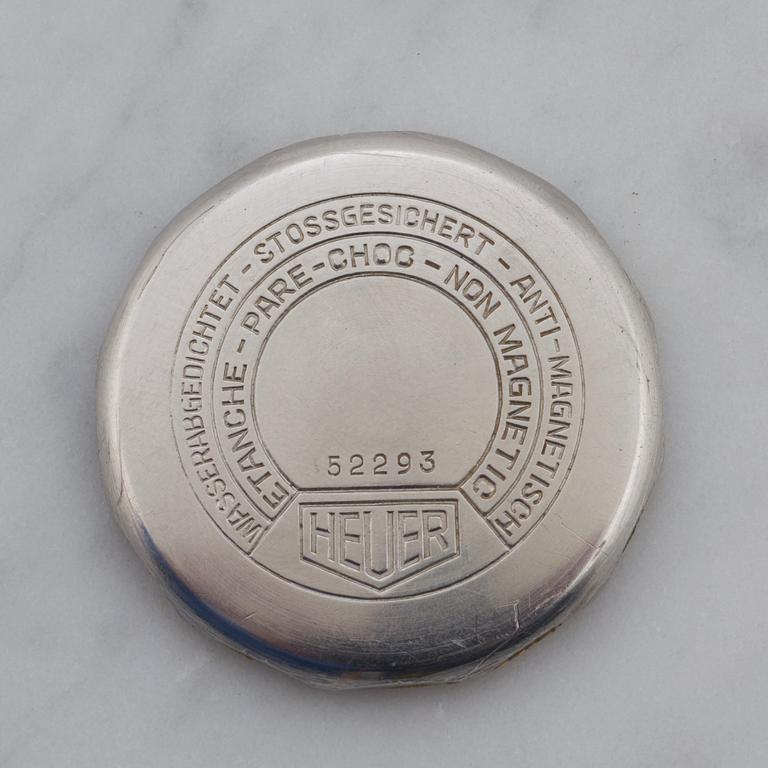 WASSERABGEDICHTET - STOSSGESICHERT - ANTI-MAGNETISCH
ETANCHE - PARE-CHOC - NON MAGNETIC
52293
HEUER